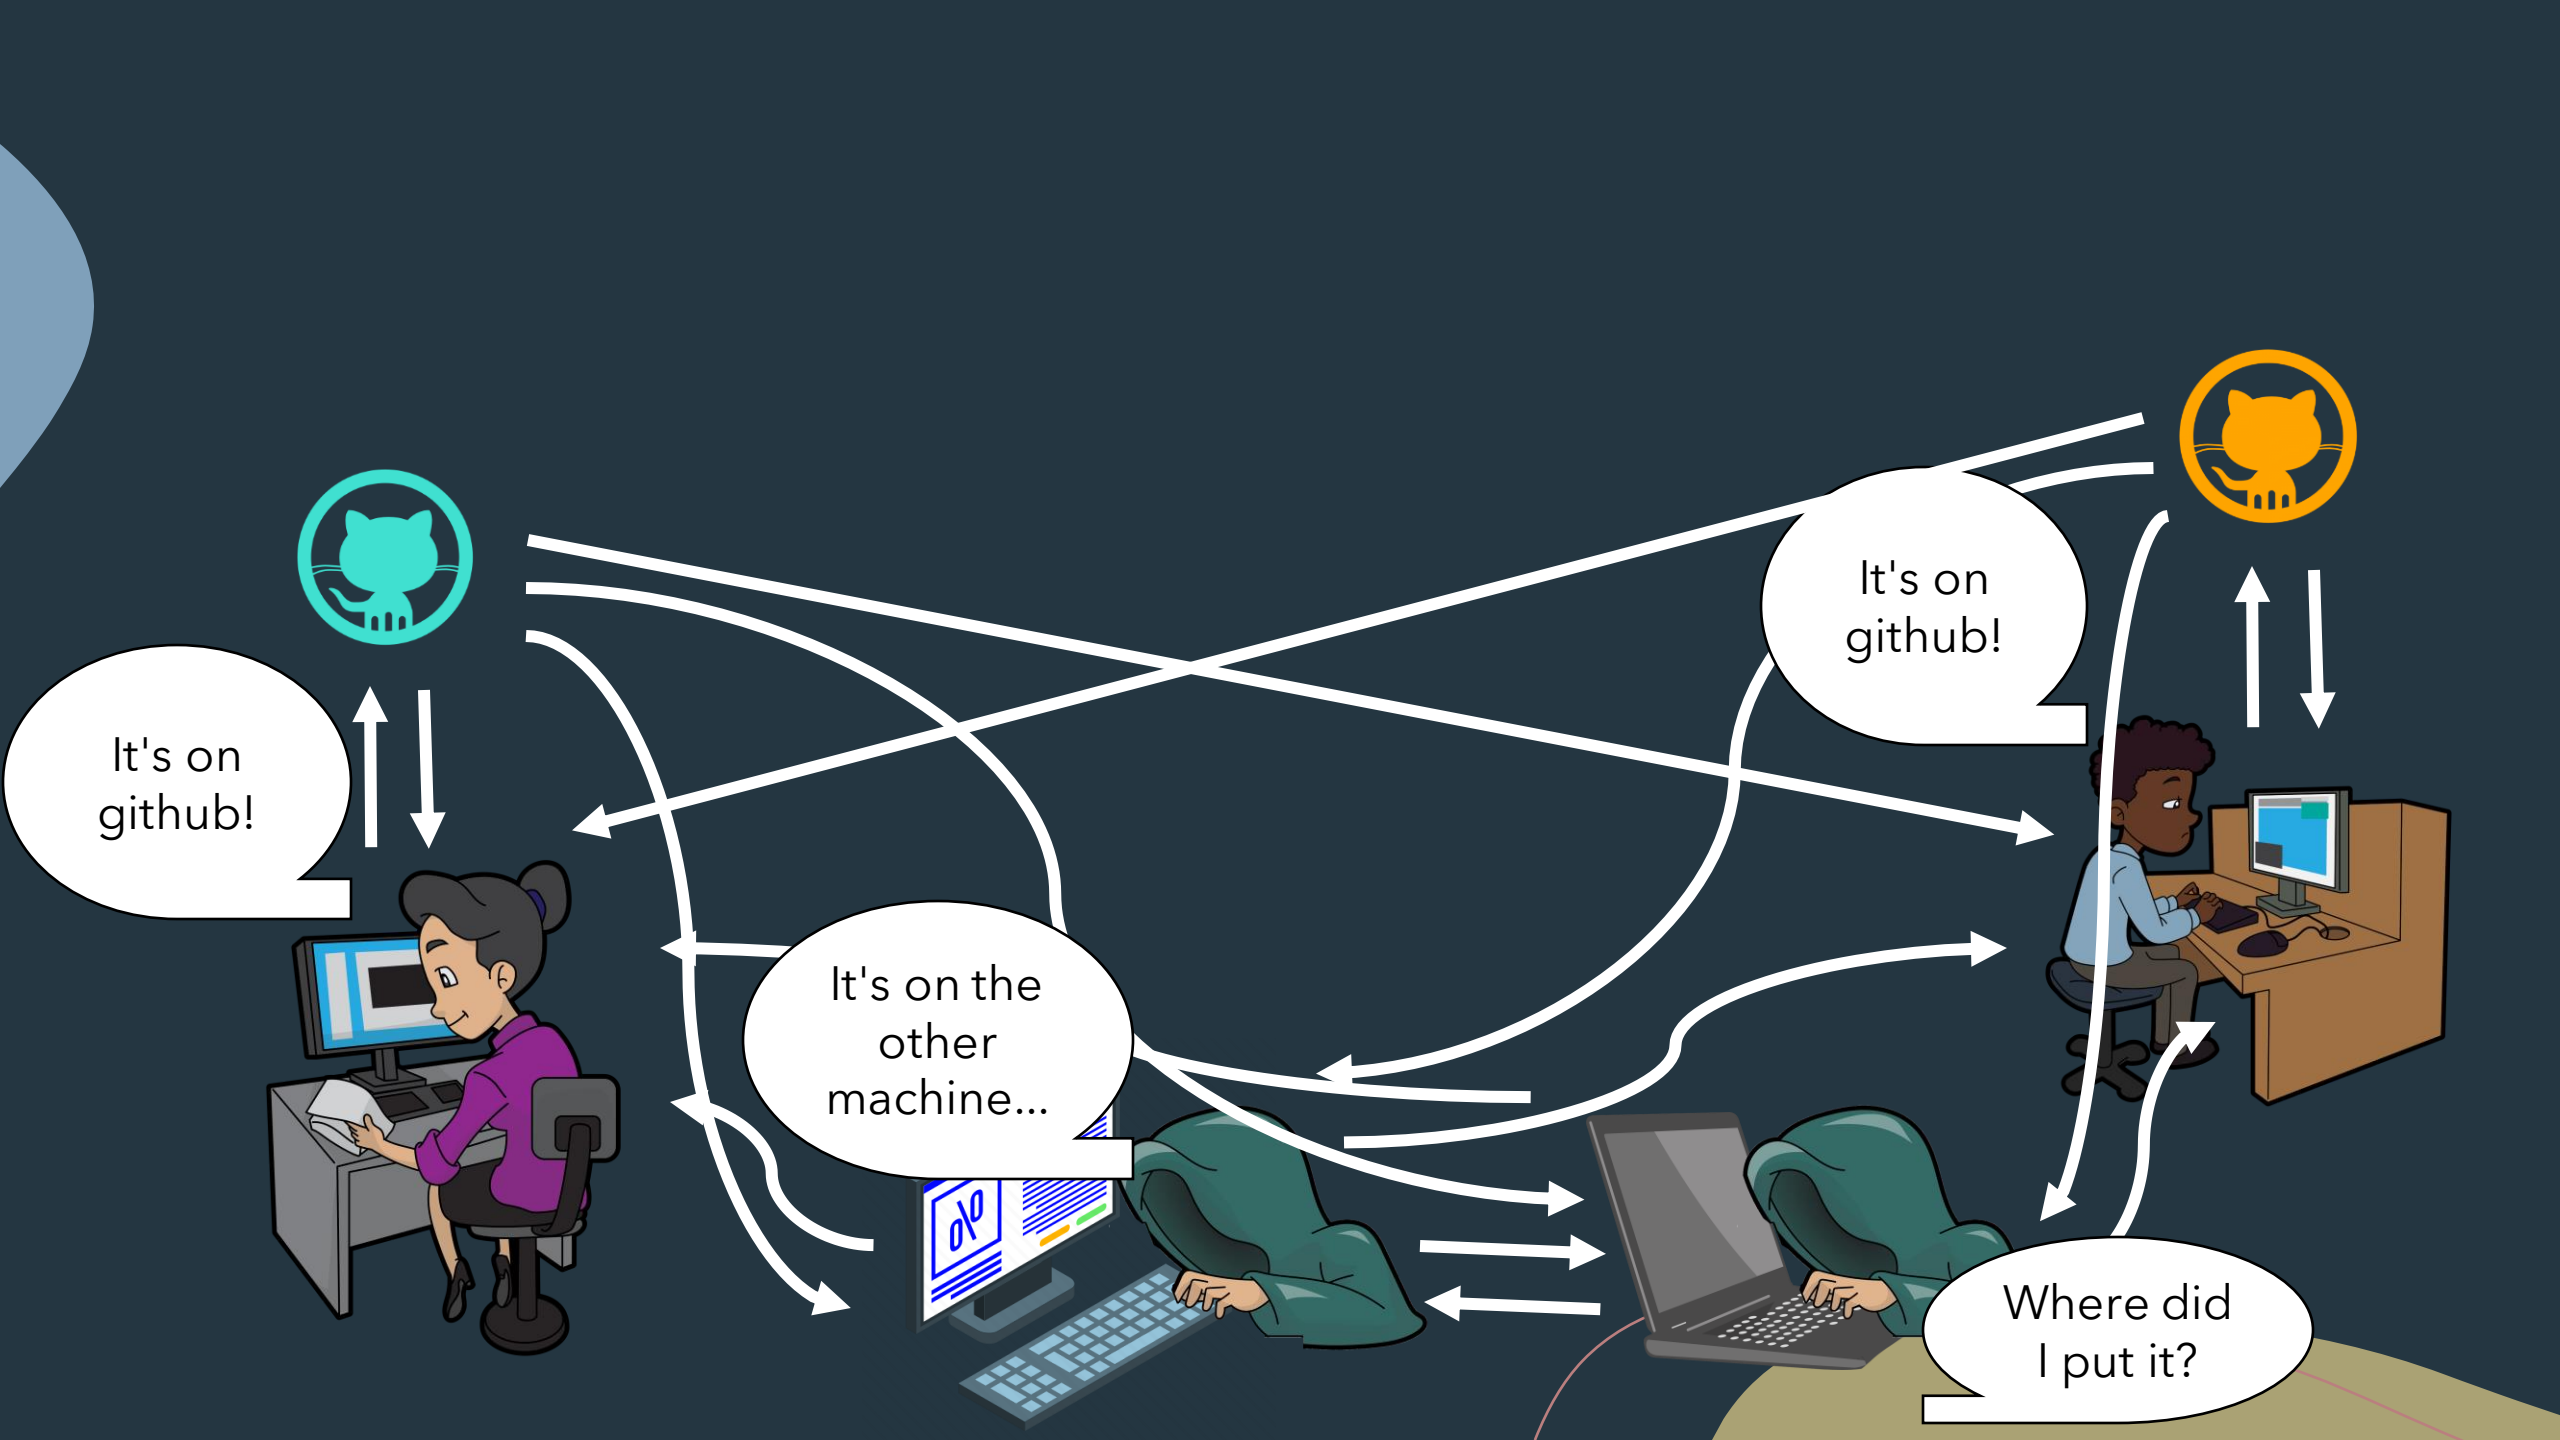 It's on
github!
It's on
github!
It's on the
other
machine...
Where did
I put it?